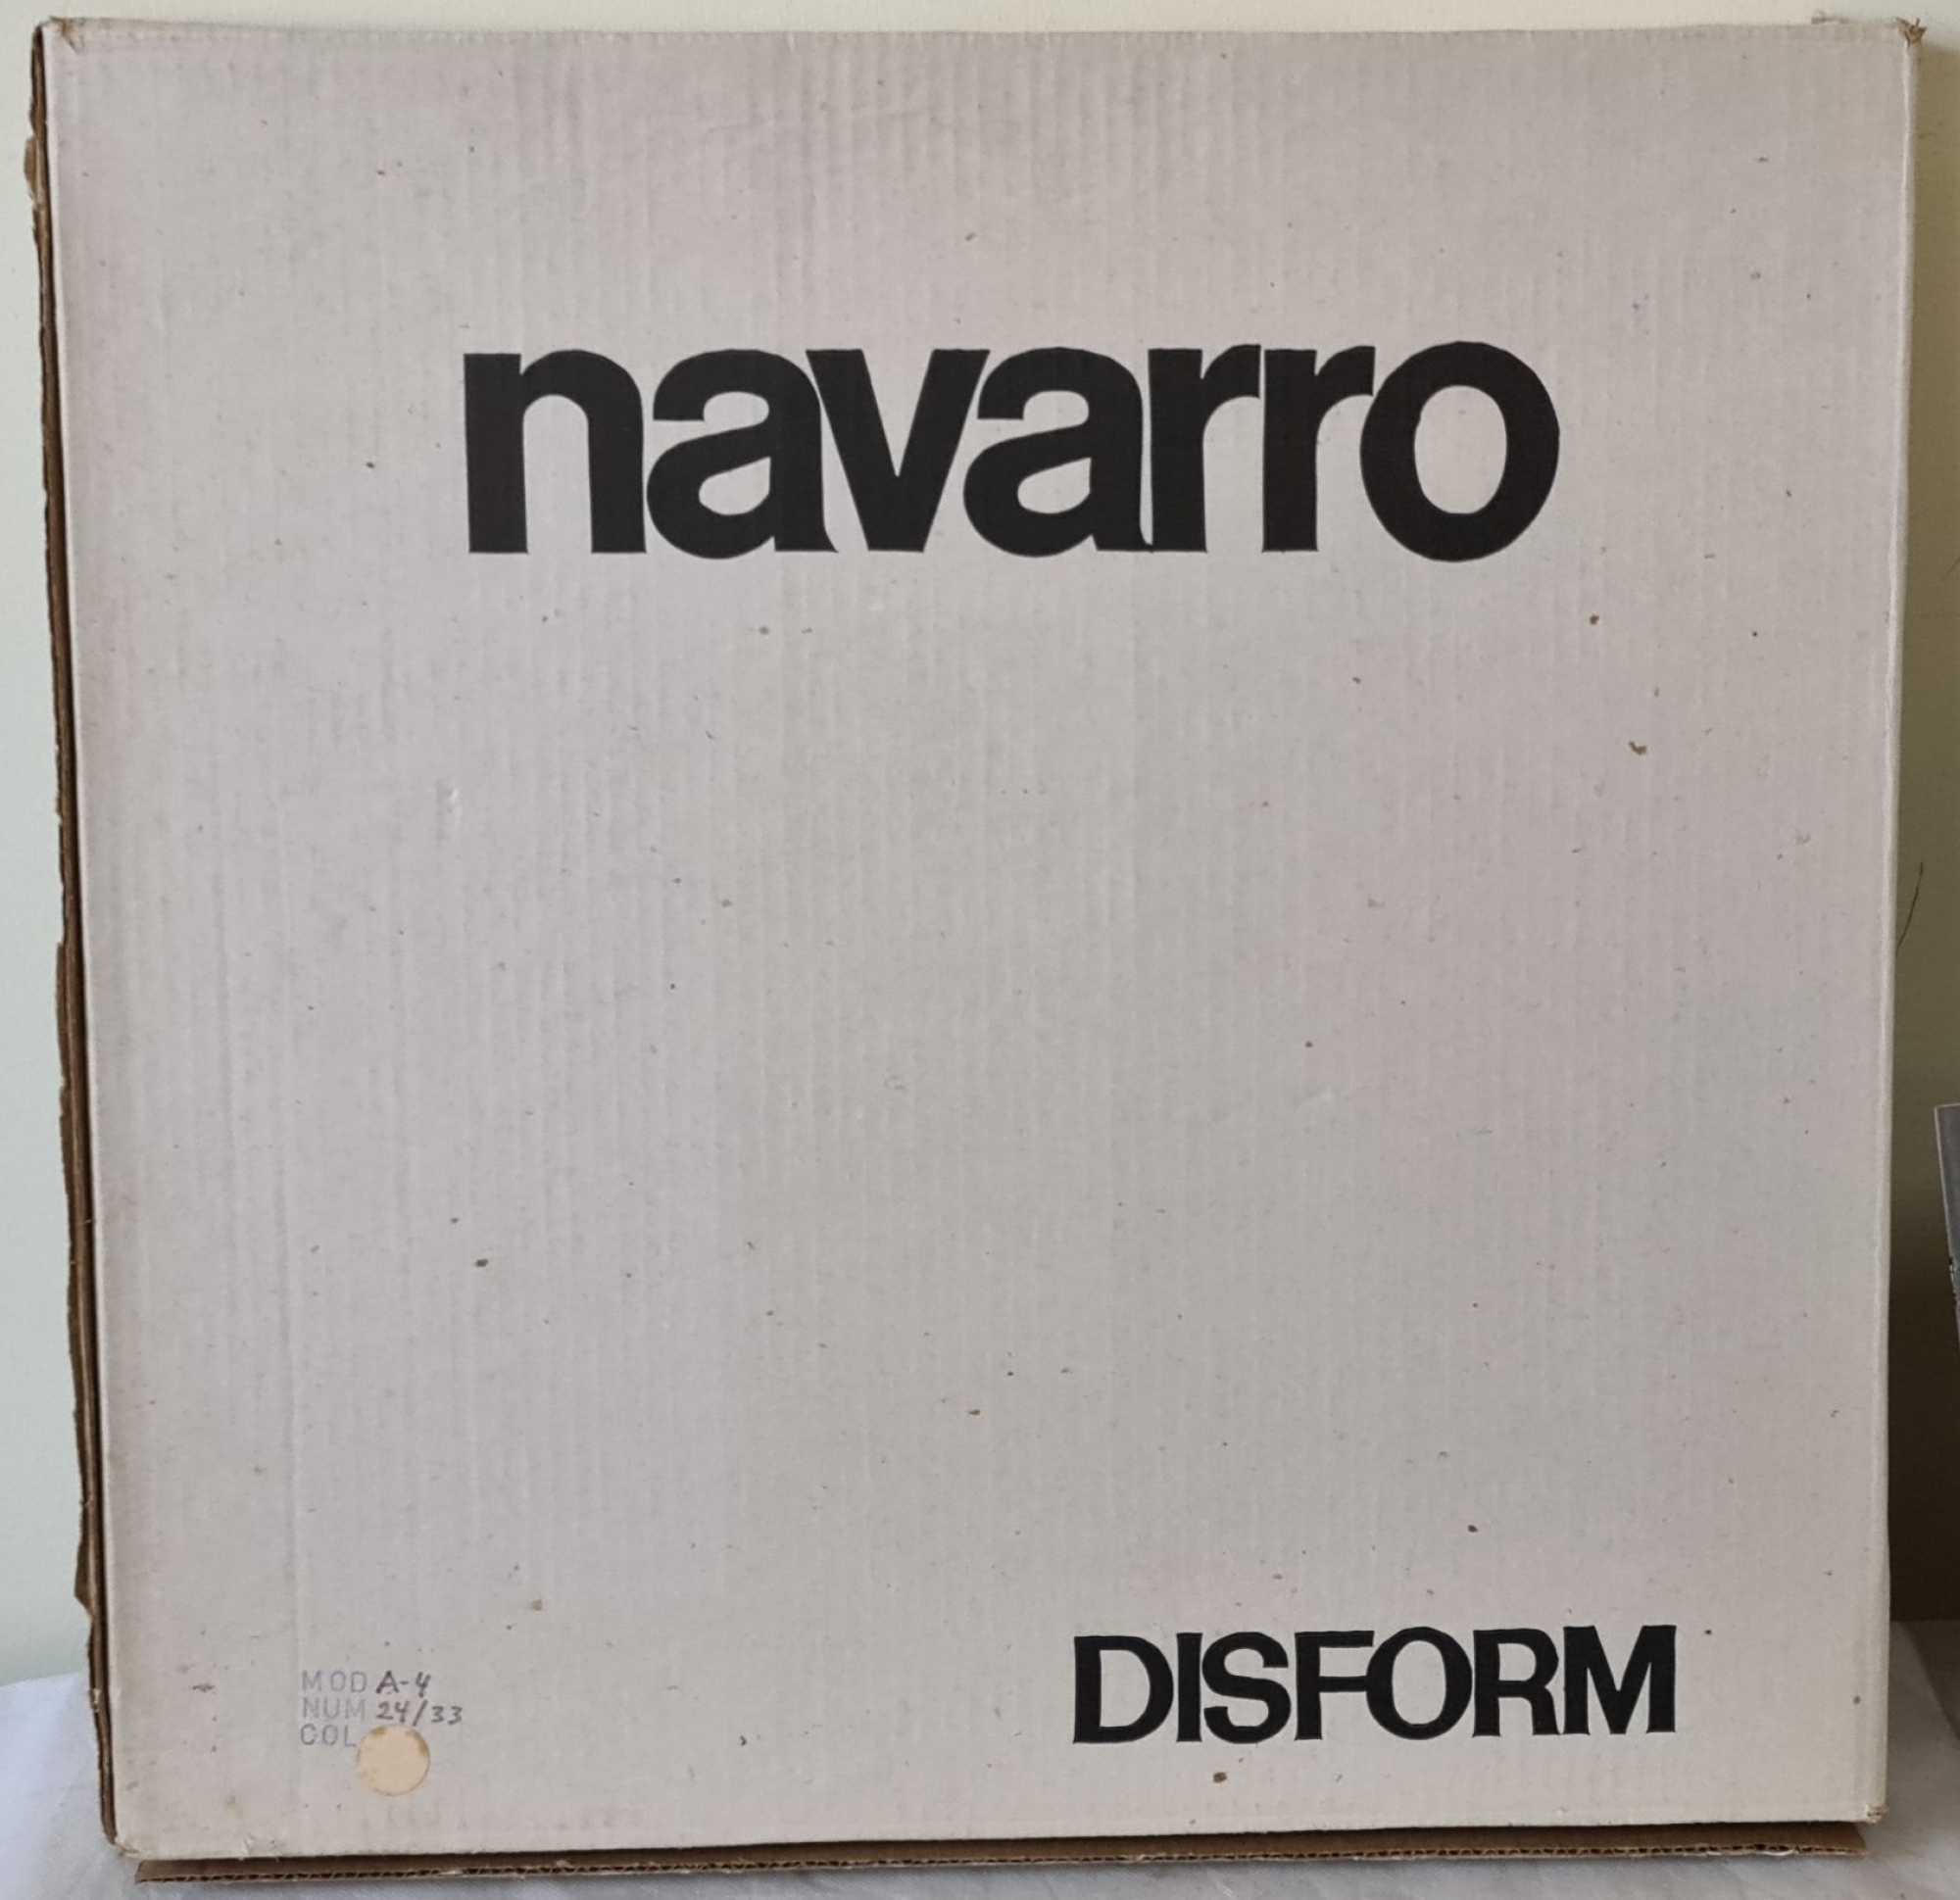 navarro
DISFORM
MOD A-4
NUM 24/33
COL